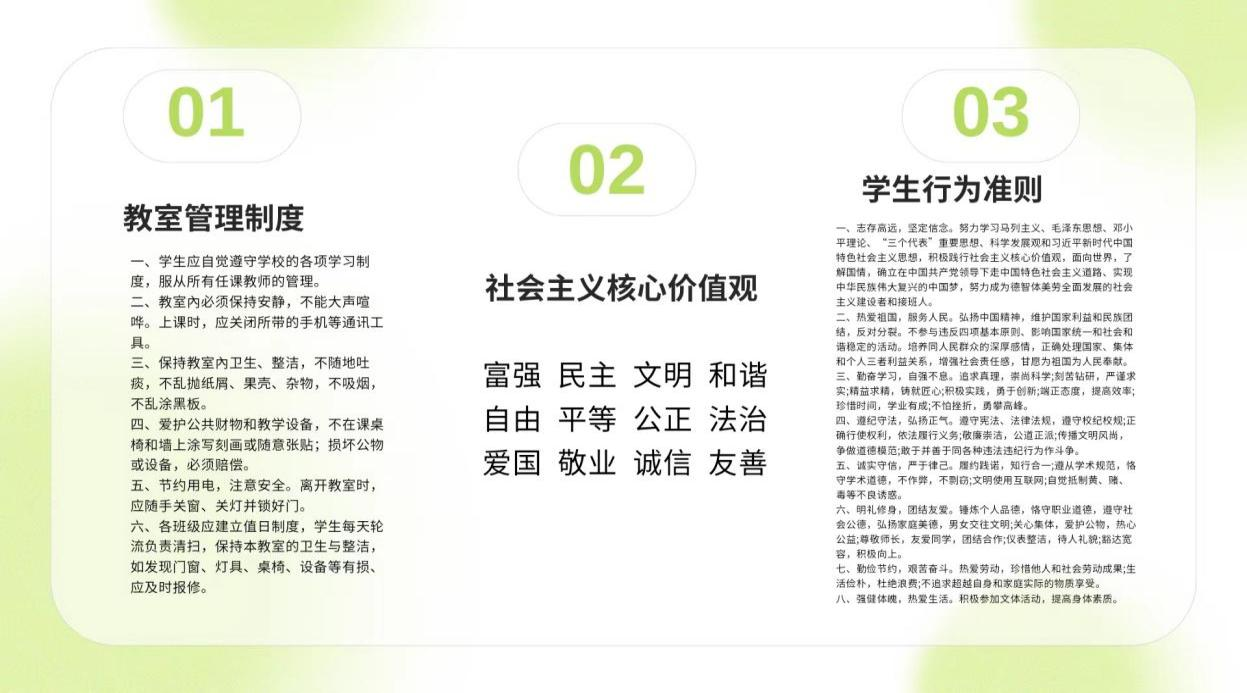 01
教室管理制度
一、学生应自觉遵守学校的各项学习制
度，服从所有任课教师的管理。
二、教室内必须保持安静，不能大声喧
哗。上课时，应关闭所带的手机等通讯工
具。
三、保持教室内卫生、整洁，不随地吐
痰，不乱抛纸屑、果壳、杂物，不吸烟，
不乱涂黑板。
四、爱护公共财物和教学设备，不在课桌
椅和墙上涂写刻画或随意张贴；损坏公物
或设备，必须赔偿。
五、节约用电，注意安全。离开教室时，
应随手关窗、关灯并锁好门。
六、各班级应建立值日制度，学生每天轮
流负责清扫，保持本教室的卫生与整洁，
如发现门窗、灯具、桌椅、设备等有损、
应及时报修。
02
社会主义核心价值观
富强 民主 文明 和谐
自由 平等 公正 法治
爱国 敬业 诚信 友善
03
学生行为准则
一、志存高远，坚定信念。努力学习马列主义、毛泽东思想、邓小
平理论、“三个代表”重要思想、科学发展观和习近平新时代中国
特色社会主义思想，积极践行社会主义核心价值观，面向世界，了
解国情，确立在中国共产党领导下走中国特色社会主义道路、实现
中华民族伟大复兴的中国梦，努力成为德智体美劳全面发展的社会
主义建设者和接班人。
二、热爱祖国，服务人民。弘扬中国精神，维护国家利益和民族团
结，反对分裂。不参与违反四项基本原则、影响国家统一和社会和
谐稳定的活动。培养同人民群众的深厚感情，正确处理国家、集体
和个人三者利益关系，增强社会责任感，甘愿为祖国为人民奉献。
三、勤奋学习，自强不息。追求真理，崇尚科学;刻苦钻研，严谨求
实;精益求精，铸就匠心;积极实践，勇于创新;端正态度，提高效率;
珍惜时间，学业有成;不怕挫折，勇攀高峰。
四、遵纪守法，弘扬正气。遵守宪法、法律法规，遵守校纪校规;正
确行使权利，依法履行义务;敬廉崇洁，公道正派;传播文明风尚，
争做道德模范;敢于并善于同各种违法违纪行为作斗争。
五、诚实守信，严于律己。履约践诺，知行合一;遵从学术规范，恪
守学术道德，不作弊，不剽窃;文明使用互联网;自觉抵制黄、赌、
毒等不良诱惑。
六、明礼修身，团结友爱。锤炼个人品德，恪守职业道德，遵守社
会公德，弘扬家庭美德，男女交往文明;关心集体，爱护公物，热心
公益;尊敬师长，友爱同学，团结合作;仪表整洁，待人礼貌;豁达宽
容，积极向上。
七、勤俭节约，艰苦奋斗。热爱劳动，珍惜他人和社会劳动成果;生
活俭朴，杜绝浪费;不追求超越自身和家庭实际的物质享受。
八、强健体魄，热爱生活。积极参加文体活动，提高身体素质。